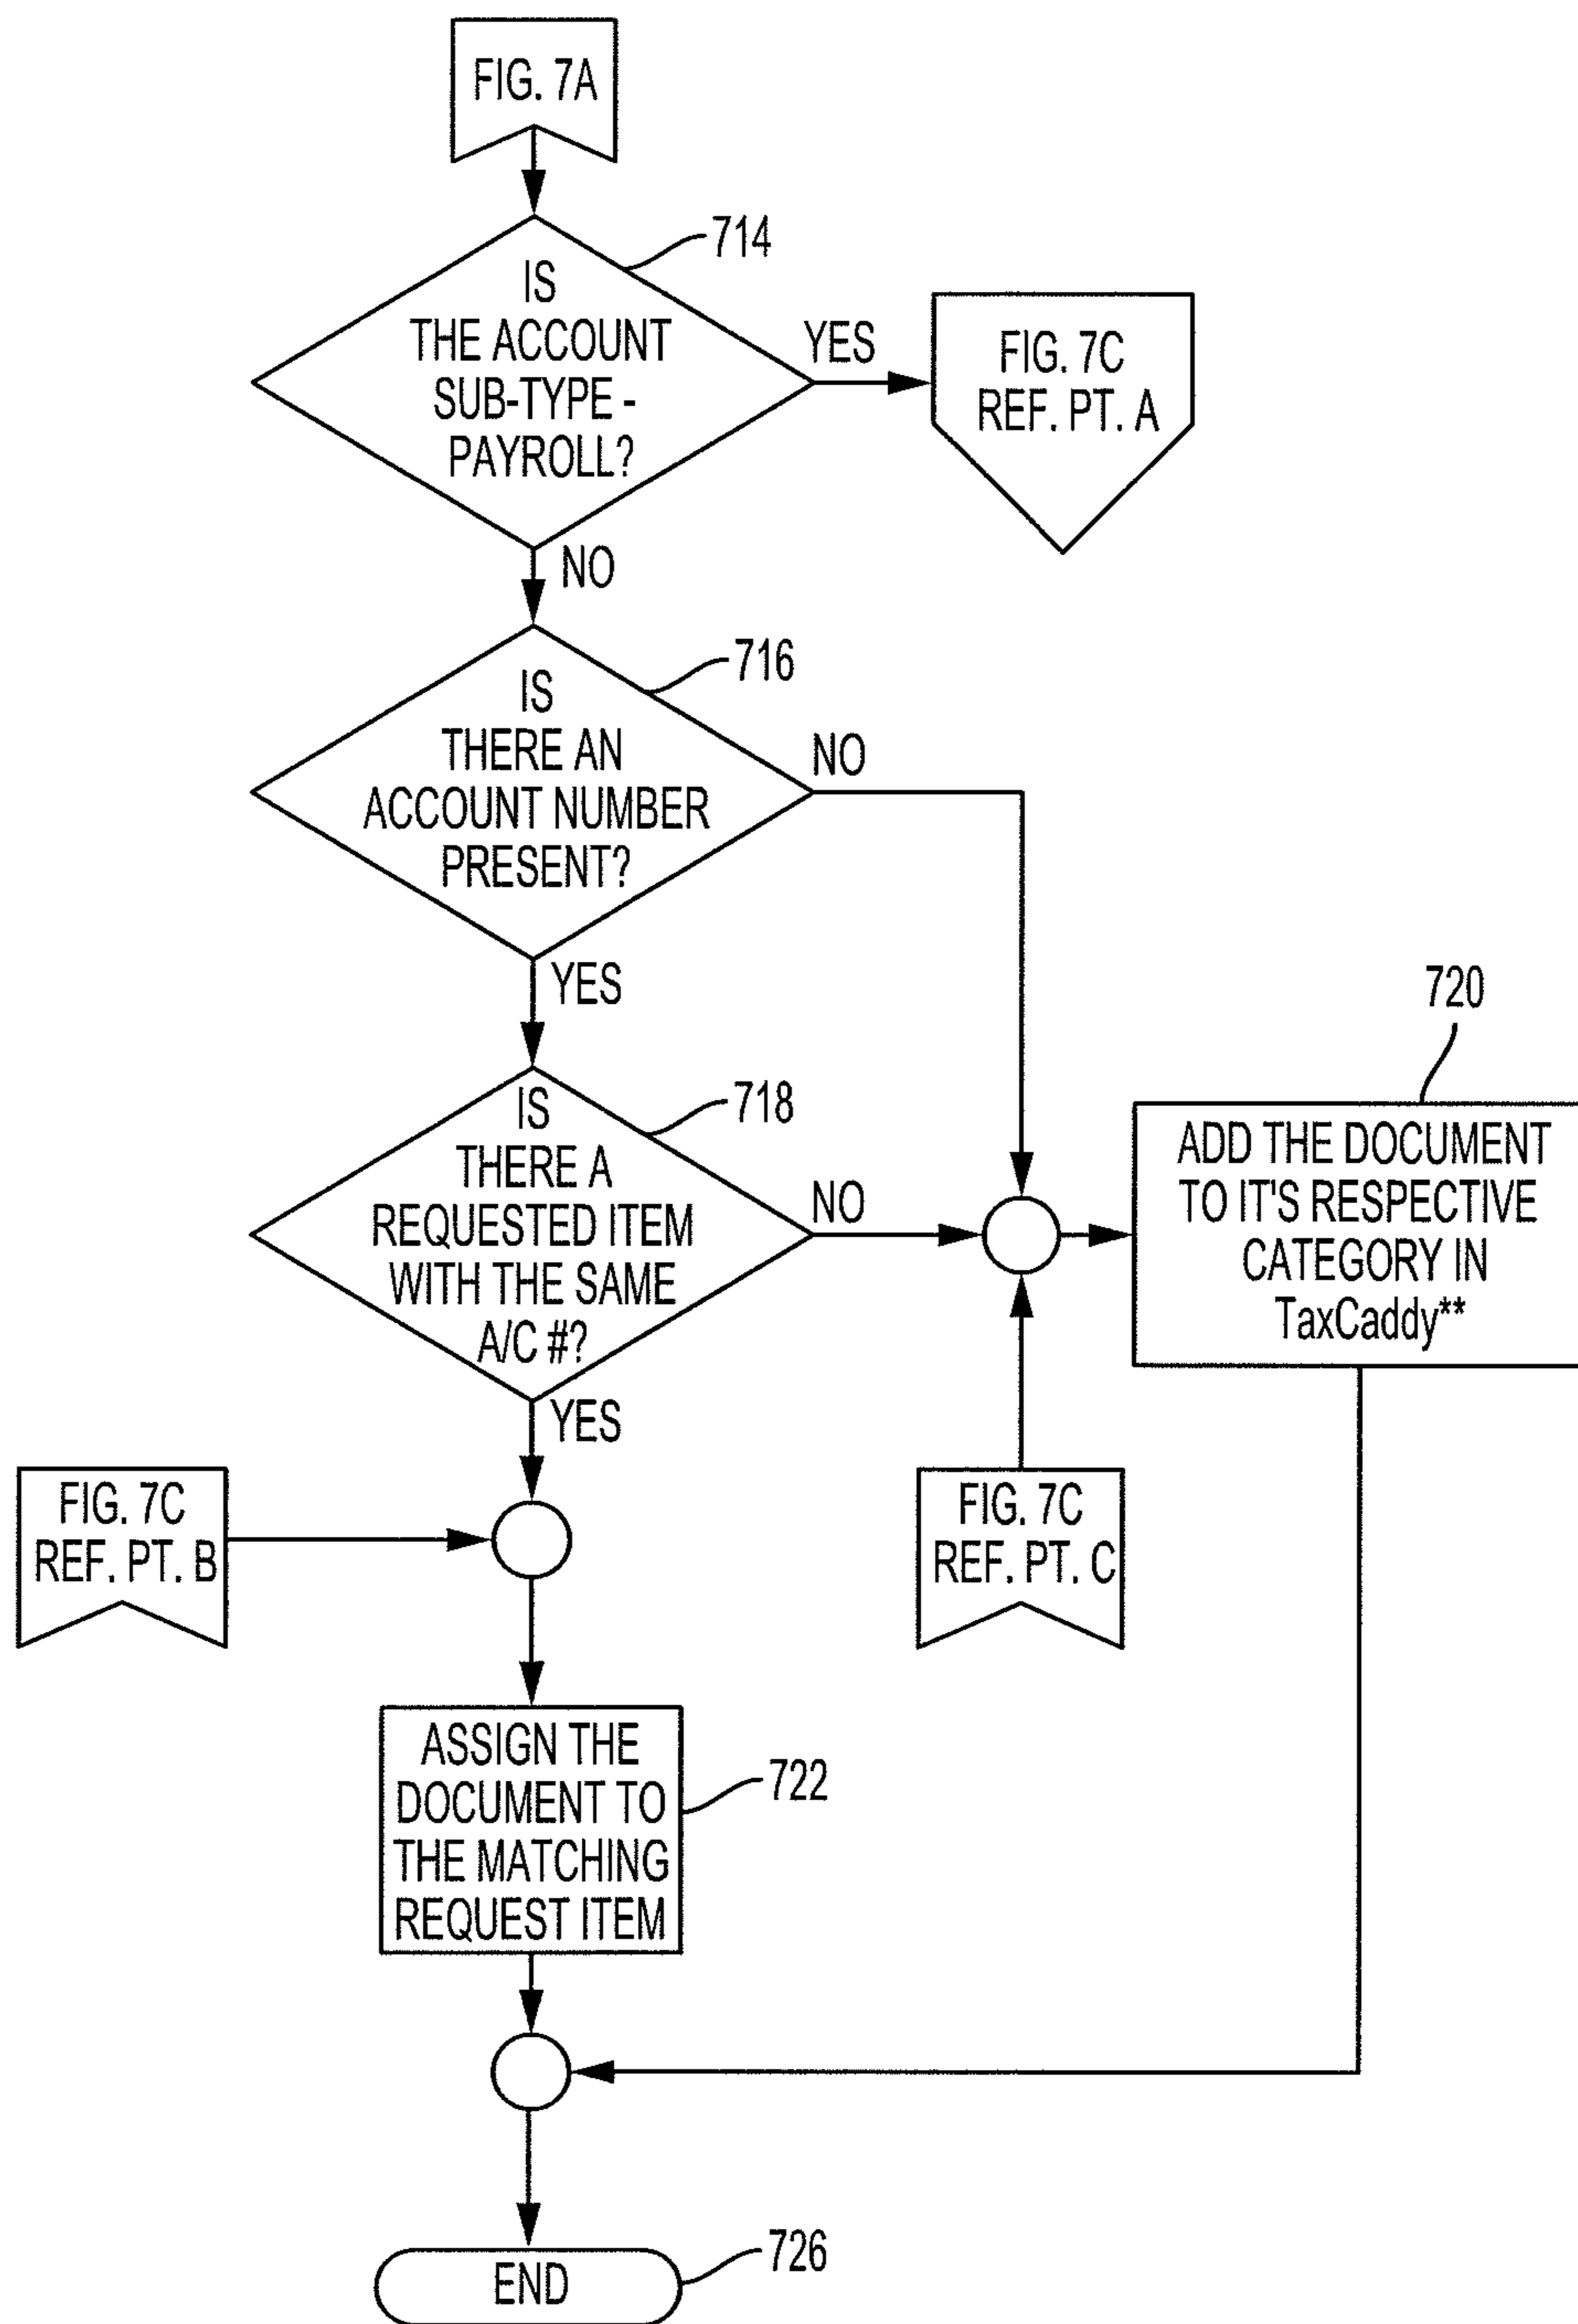 FIG. 7A
714
IS
THE ACCOUNT
SUB-TYPE -
PAYROLL?
YES
FIG. 7C
REF. PT. A
NO
716
IS
THERE AN
ACCOUNT NUMBER
PRESENT?
NO
YES
720
718
IS
THERE A
REQUESTED ITEM
WITH THE SAME
A/C #?
NO
ADD THE DOCUMENT
TO IT'S RESPECTIVE
CATEGORY IN
TaxCaddy**
YES
FIG. 7C
REF. PT. B
FIG. 7C
REF. PT. C
ASSIGN THE
DOCUMENT TO
THE MATCHING
REQUEST ITEM
722
END
726